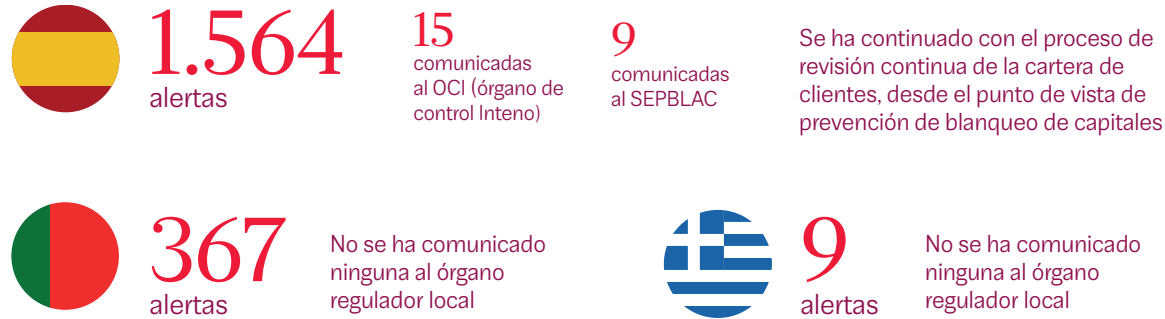 1.564
alertas
15
comunicadas
al OCI (órgano de
control Inteno)
9
comunicadas
al SEPBLAC
Se ha continuado con el proceso de
revisión continua de la cartera de
clientes, desde el punto de vista de
prevención de blanqueo de capitales
367
alertas
No se ha comunicado
ninguna al órgano
regulador local
9
alertas
No se ha comunicado
ninguna al órgano
regulador local